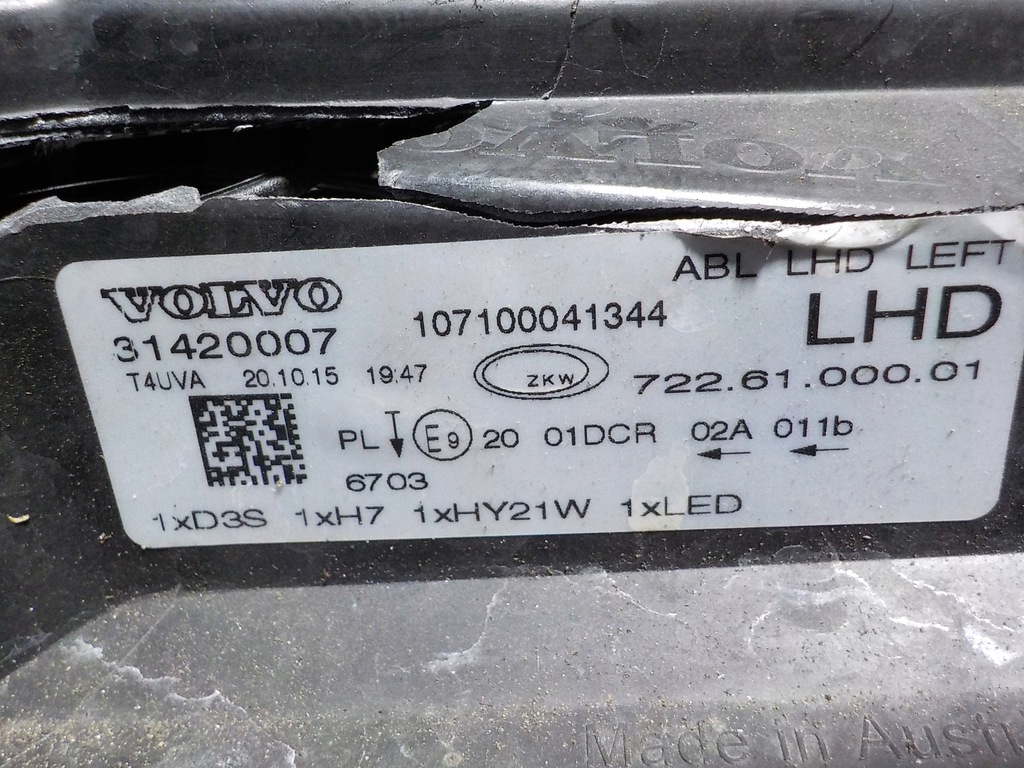 ABL LHD LEFT
VOLVO
107100041344
LHD
31420007
T4UVA 20.10.15 19:47
ZKW
722.61.000.01
PL E9 20 01DCR 02A 011b
6703
1xD3S 1xH7 1xHY21W 1xLED
Made in Austri